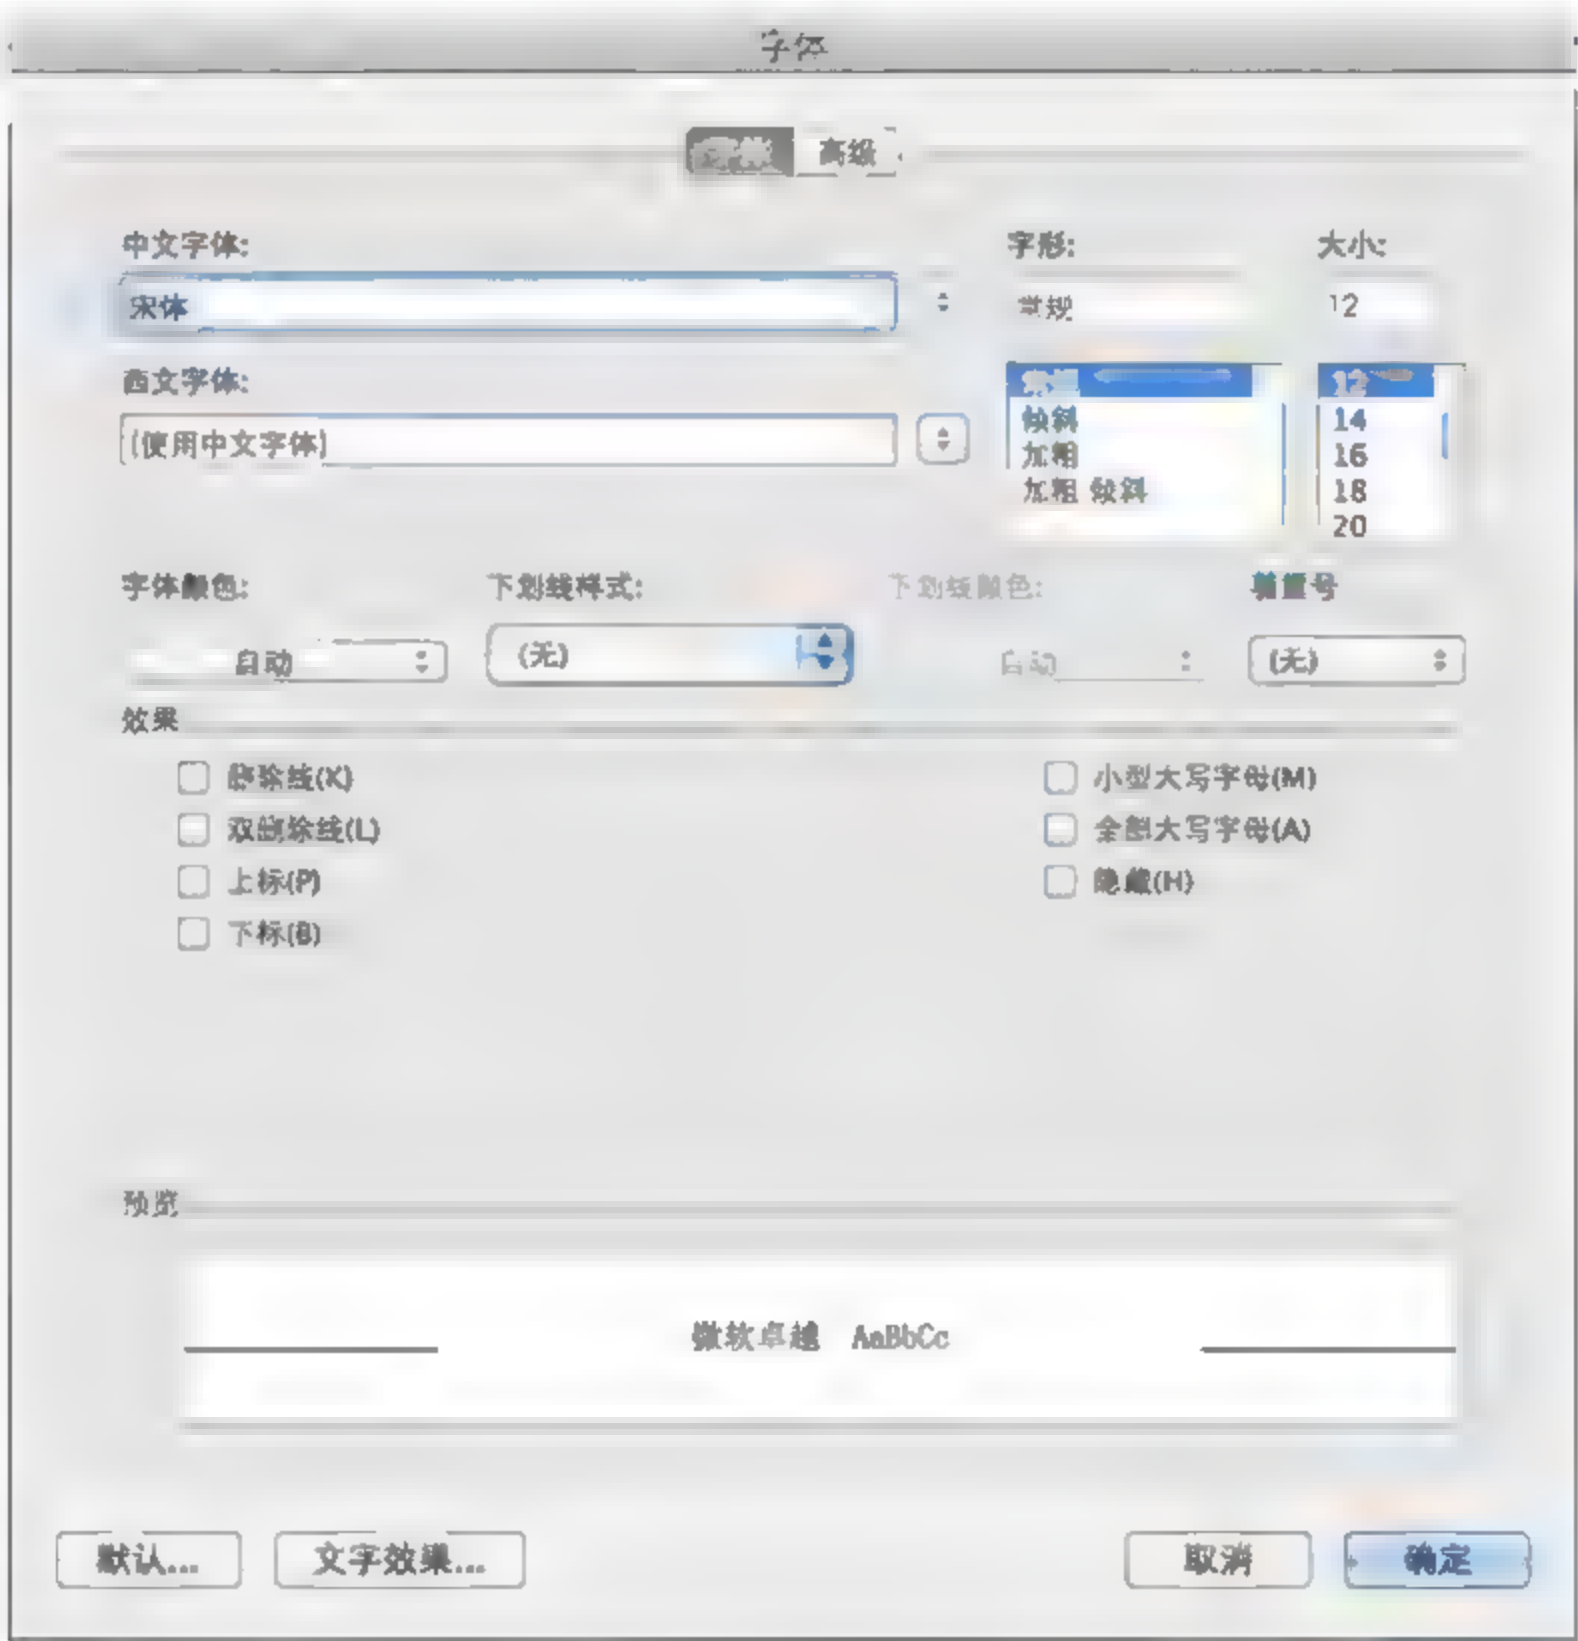 字体
高级
中文字体: 字形: 大小:
宋体 常规 12
西文字体: 常规 12
(使用中文字体) 倾斜 14
加粗 16
加粗 倾斜 18
20
字体颜色: 下划线样式: 下划线颜色: 着重号
自动 (无) 自动 (无)
效果
删除线(K) 小型大写字母(M)
双删除线(L) 全部大写字母(A)
上标(P) 隐藏(H)
下标(B)
预览
微软卓越 AaBbCc
默认... 文字效果... 取消 确定